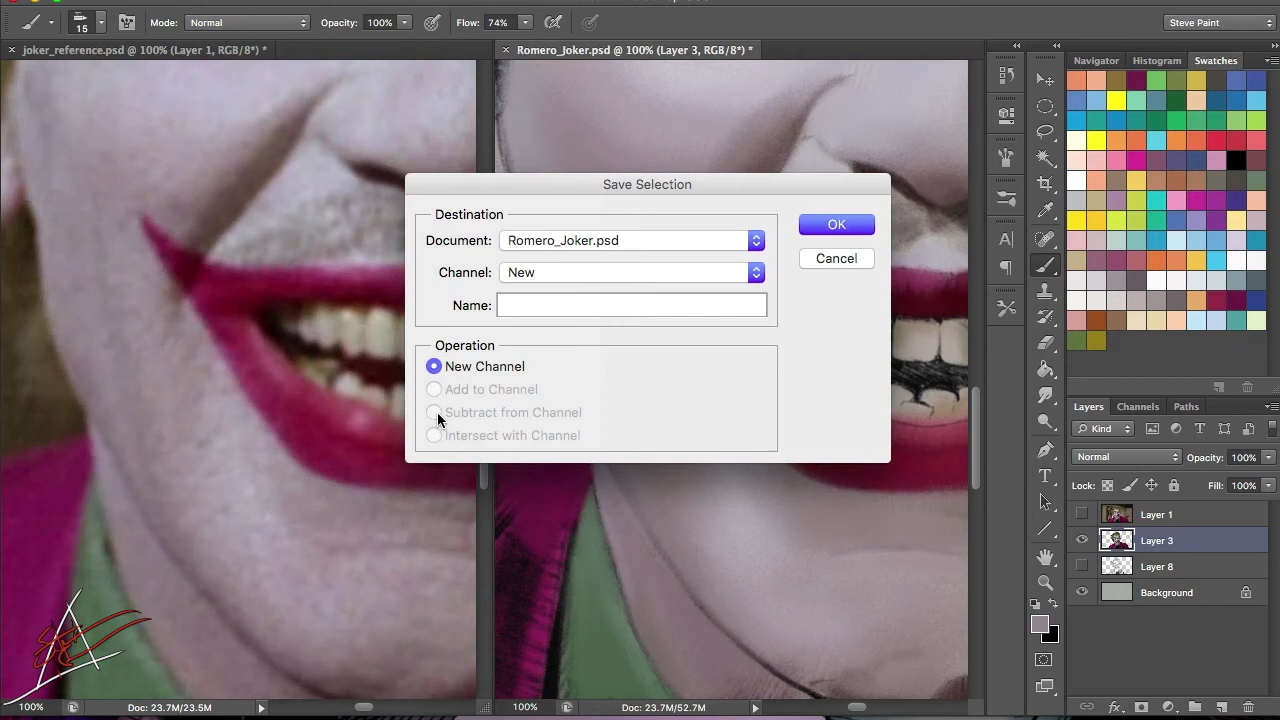 15
Mode: Normal
Opacity: 100%
Flow: 74%
Steve Paint
joker_reference.psd @ 100% (Layer 1, RGB/8*) *
Romero_Joker.psd @ 100% (Layer 3, RGB/8*) *
Navigator Histogram Swatches
Save Selection
Destination
Document: Romero_Joker.psd
Channel: New
Name:
OK
Cancel
Operation
New Channel
Add to Channel
Subtract from Channel
Intersect with Channel
Layers Channels Paths
Kind
Normal Opacity: 100%
Lock: Fill: 100%
Layer 1
Layer 3
Layer 8
Background
100% Doc: 23.7M/23.5M
100% Doc: 23.7M/52.7M